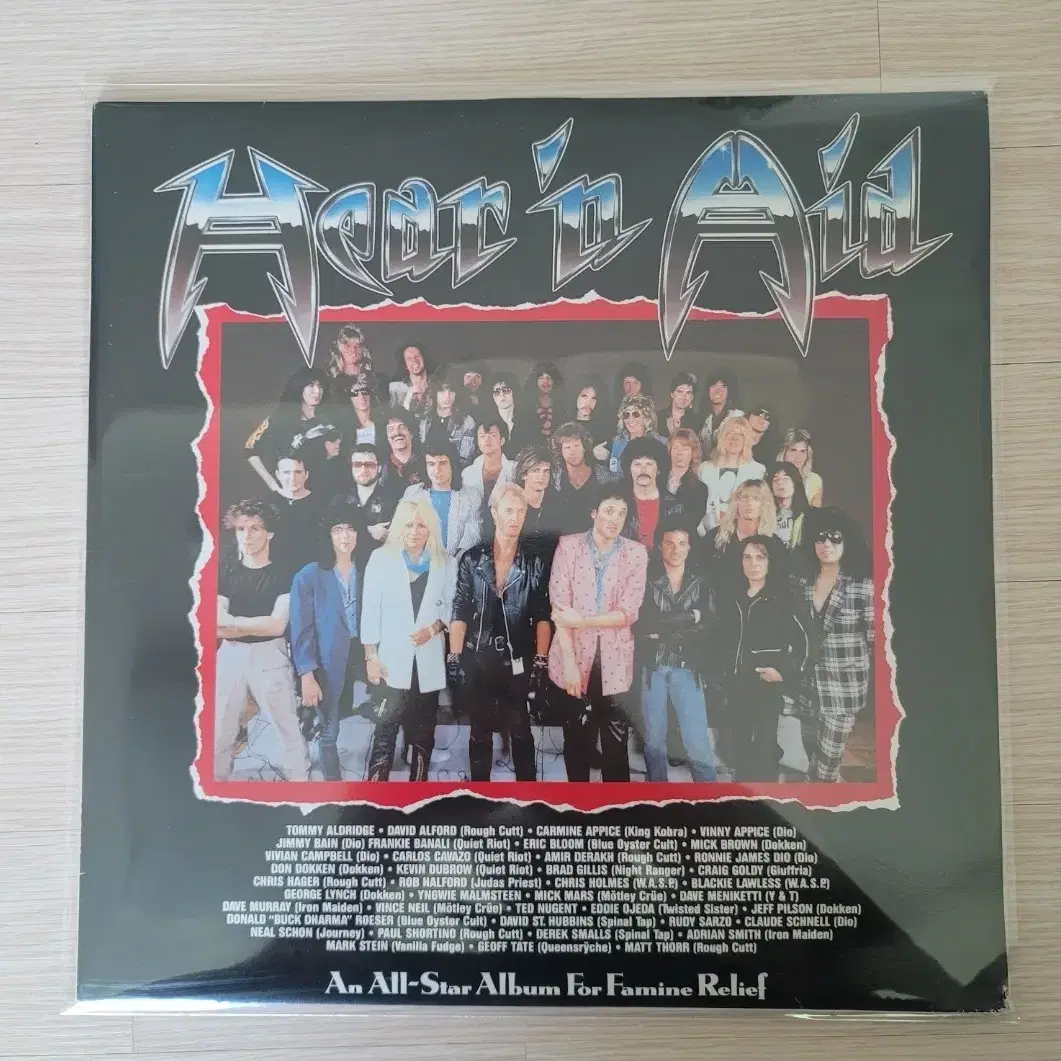 Hear 'n Aid
TOMMY ALDRIDGE • DAVID ALFORD (Rough Cutt) • CARMINE APPICE (King Kobra) • VINNY APPICE (Dio)
JIMMY BAIN (Dio) FRANKIE BANALI (Quiet Riot) • ERIC BLOOM (Blue Oyster Cult) • MICK BROWN (Dokken)
VIVIAN CAMPBELL (Dio) • CARLOS CAVAZO (Quiet Riot) • AMIR DERAKH (Rough Cutt) • RONNIE JAMES DIO (Dio)
DON DOKKEN (Dokken) • KEVIN DUBROW (Quiet Riot) • BRAD GILLIS (Night Ranger) • CRAIG GOLDY (Giuffria)
CHRIS HAGER (Rough Cutt) • ROB HALFORD (Judas Priest) • CHRIS HOLMES (W.A.S.P.) • BLACKIE LAWLESS (W.A.S.P.)
GEORGE LYNCH (Dokken) • YNGWIE MALMSTEEN • MICK MARS (Mötley Crüe) • DAVE MENIKETTI (Y & T)
DAVE MURRAY (Iron Maiden) • VINCE NEIL (Mötley Crüe) • TED NUGENT • EDDIE OJEDA (Twisted Sister) • JEFF PILSON (Dokken)
DONALD "BUCK DHARMA" ROESER (Blue Oyster Cult) • DAVID ST. HUBBINS (Spinal Tap) • RUDY SARZO • CLAUDE SCHNELL (Dio)
NEAL SCHON (Journey) • PAUL SHORTINO (Rough Cutt) • DEREK SMALLS (Spinal Tap) • ADRIAN SMITH (Iron Maiden)
MARK STEIN (Vanilla Fudge) • GEOFF TATE (Queensrÿche) • MATT THORR (Rough Cutt)
An All-Star Album For Famine Relief